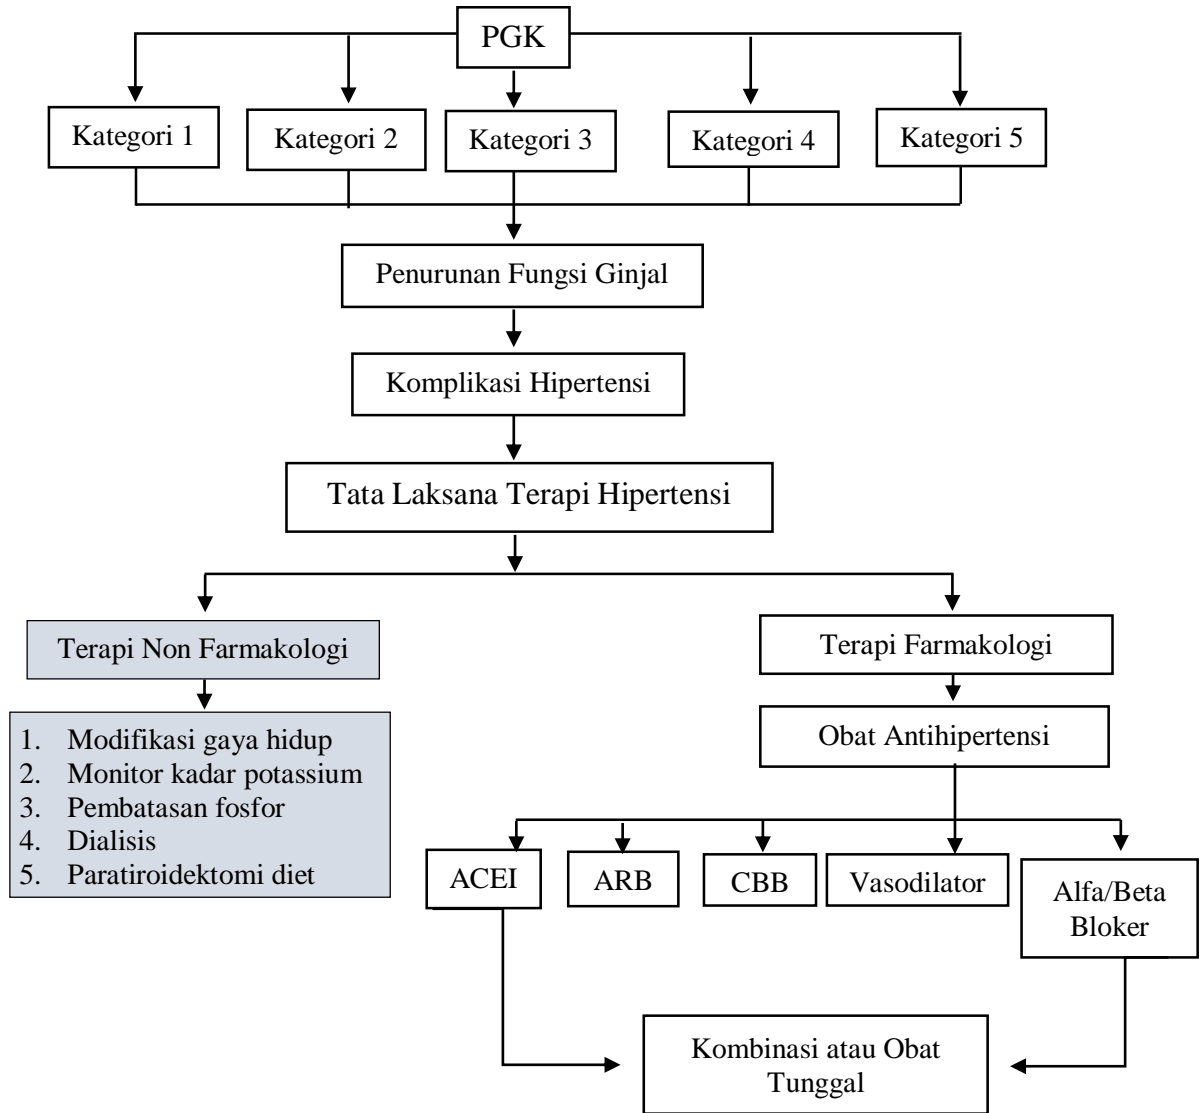 PGK
Kategori 1
Kategori 2
Kategori 3
Kategori 4
Kategori 5
Penurunan Fungsi Ginjal
Komplikasi Hipertensi
Tata Laksana Terapi Hipertensi
Terapi Non Farmakologi
Terapi Farmakologi
1. Modifikasi gaya hidup
2. Monitor kadar potassium
3. Pembatasan fosfor
4. Dialisis
5. Paratiroidektomi diet
Obat Antihipertensi
ACEI
ARB
CBB
Vasodilator
Alfa/Beta
Bloker
Kombinasi atau Obat
Tunggal